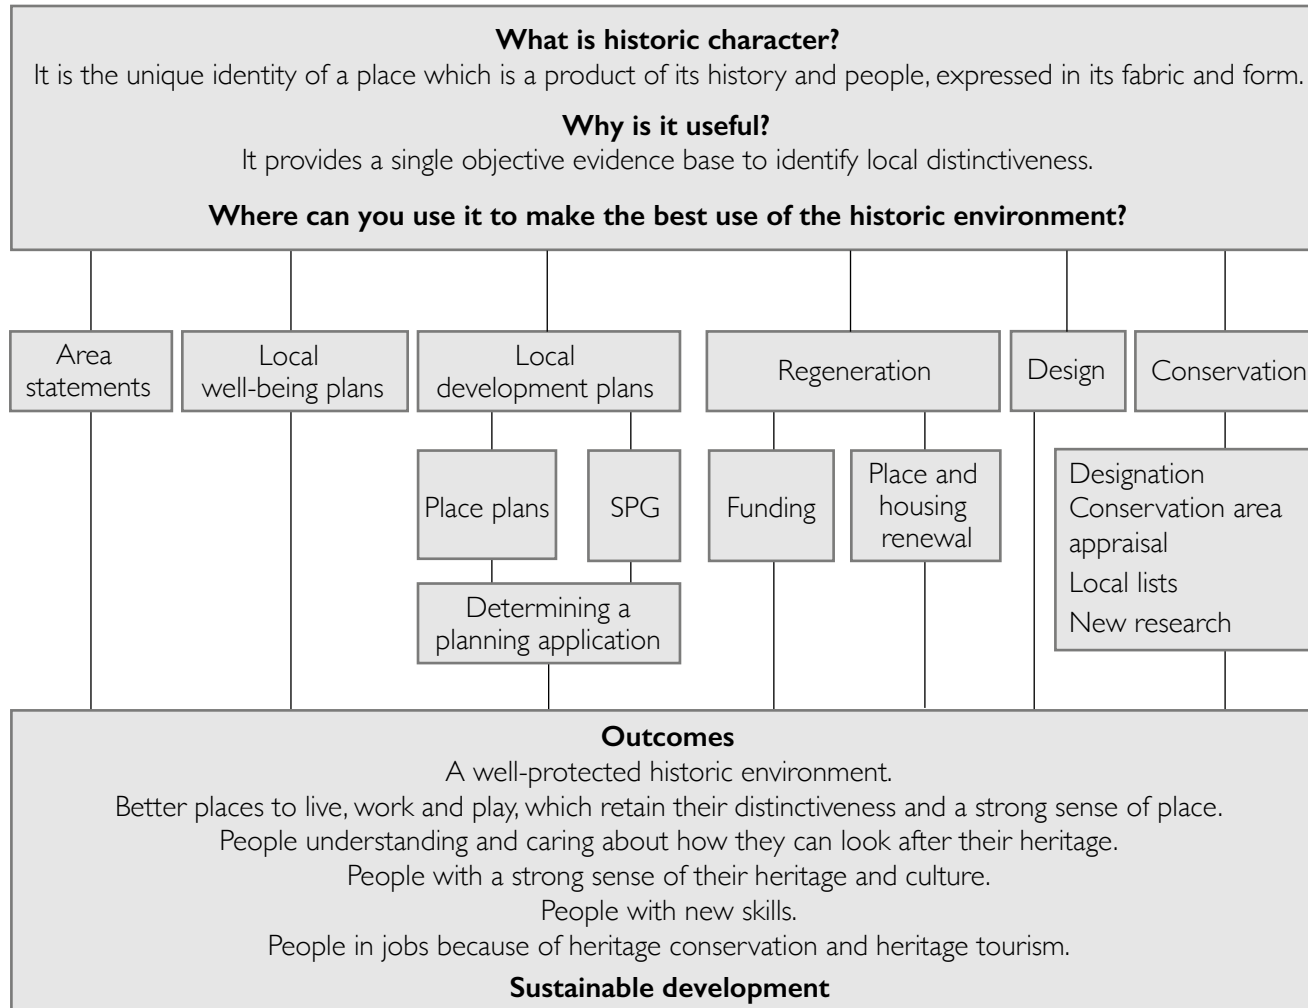 What is historic character?
It is the unique identity of a place which is a product of its history and people, expressed in its fabric and form.
Why is it useful?
It provides a single objective evidence base to identify local distinctiveness.
Where can you use it to make the best use of the historic environment?
Area
statements
Local
well-being plans
Local
development plans
Regeneration
Design
Conservation
Place plans
SPG
Funding
Place and
housing
renewal
Designation
Conservation area
appraisal
Local lists
New research
Determining a
planning application
Outcomes
A well-protected historic environment.
Better places to live, work and play, which retain their distinctiveness and a strong sense of place.
People understanding and caring about how they can look after their heritage.
People with a strong sense of their heritage and culture.
People with new skills.
People in jobs because of heritage conservation and heritage tourism.
Sustainable development